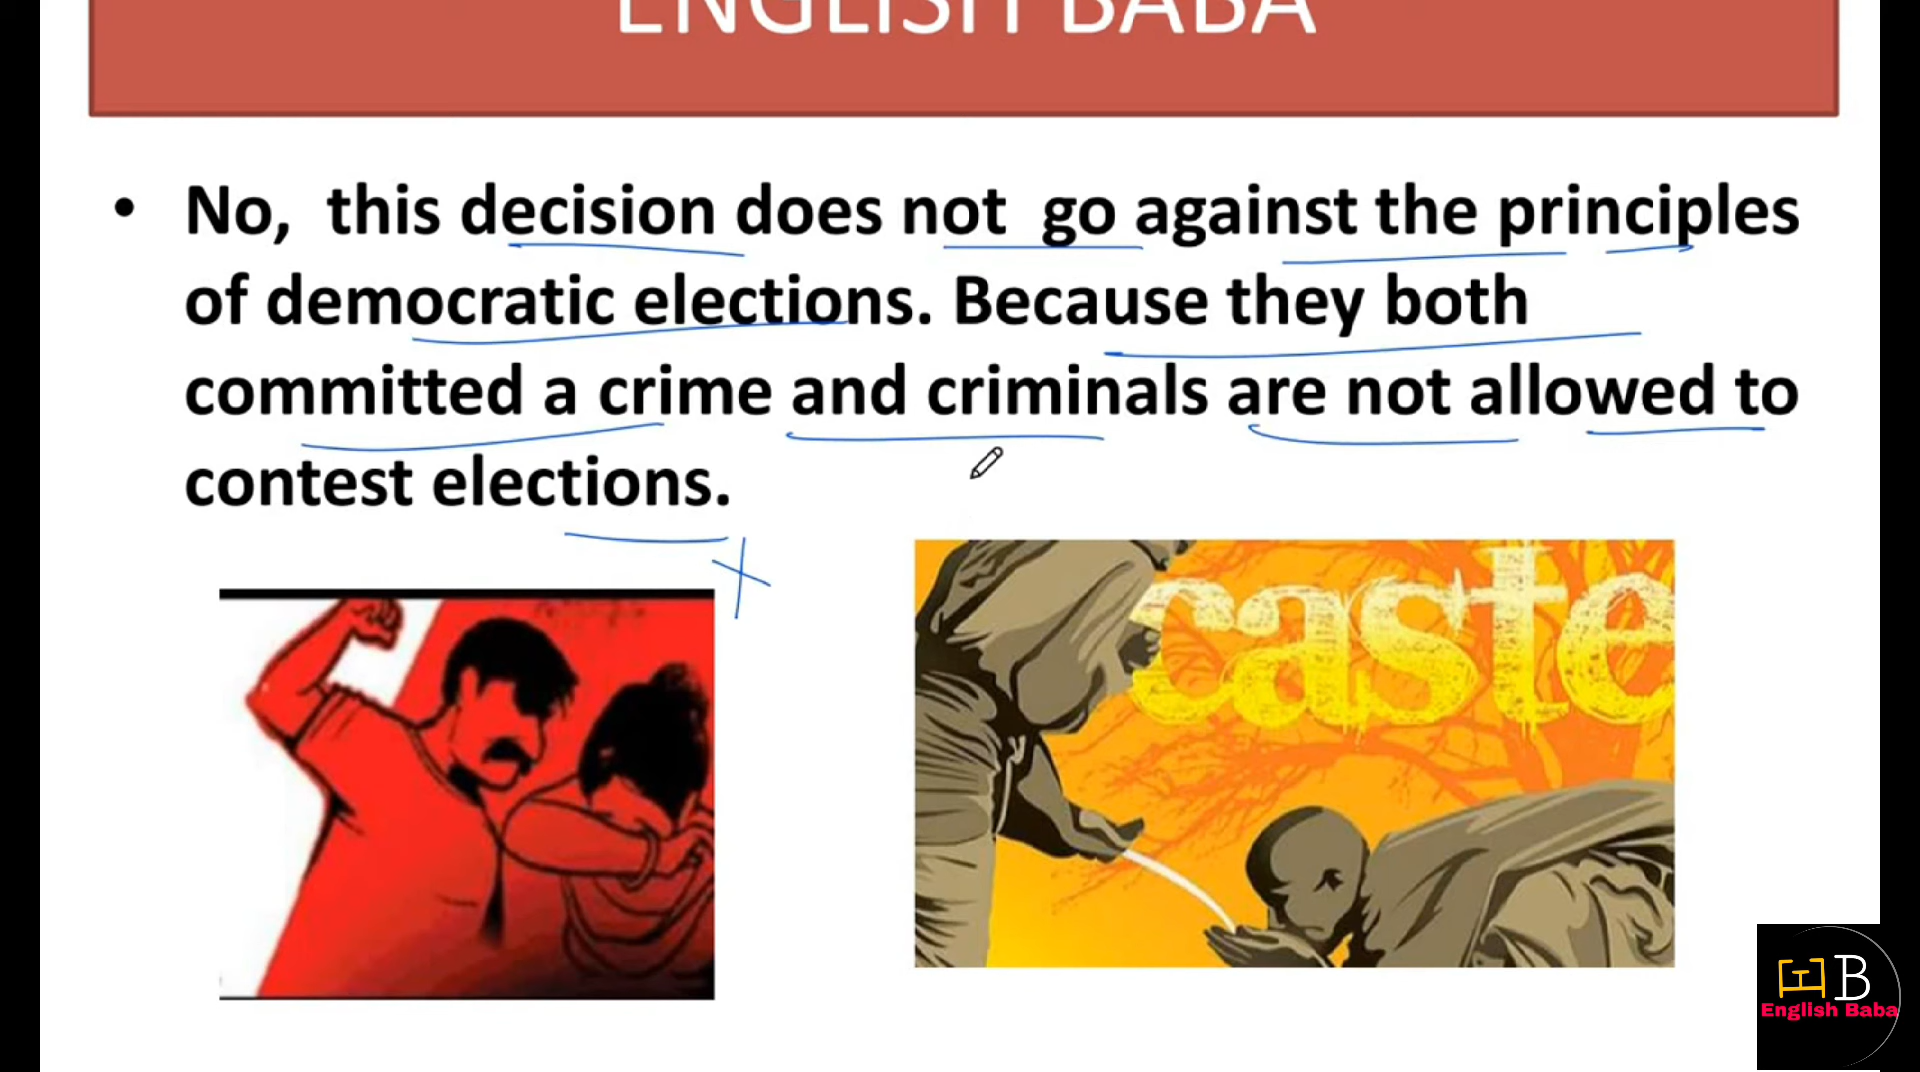 ENGLISH BABA
• No, this decision does not go against the principles
of democratic elections. Because they both
committed a crime and criminals are not allowed to
contest elections.
caste
EB
English Baba